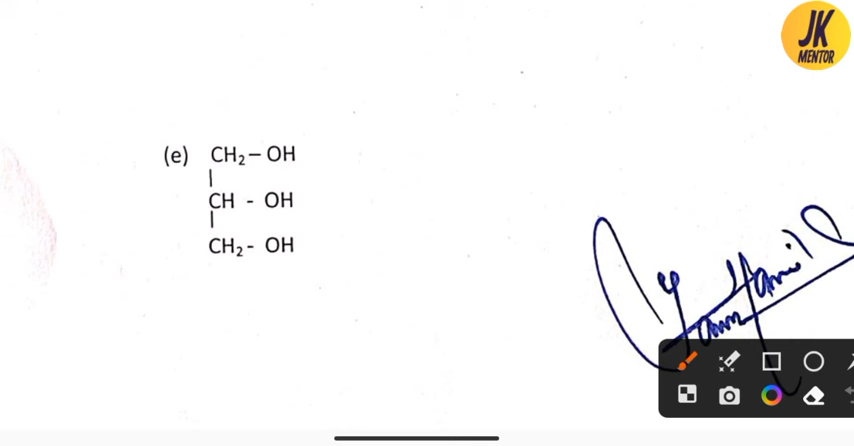 JK
MENTOR
(e) CH₂– OH
|
CH - OH
|
CH₂- OH